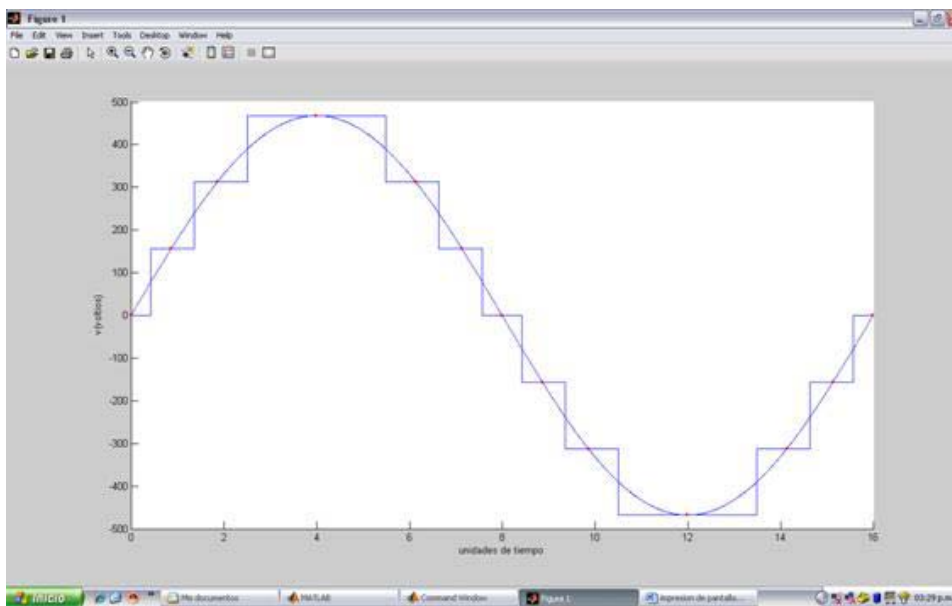 Figure 1
File Edit View Insert Tools Desktop Window Help
500
400
300
200
100
0
-100
-200
-300
-400
-500
v(voltios)
0 2 4 6 8 10 12 14 16
unidades de tiempo
Inicio
Mis documentos
MATLAB
Command Window
Figure 1
impresion de pantalla...
03:29 p.m.